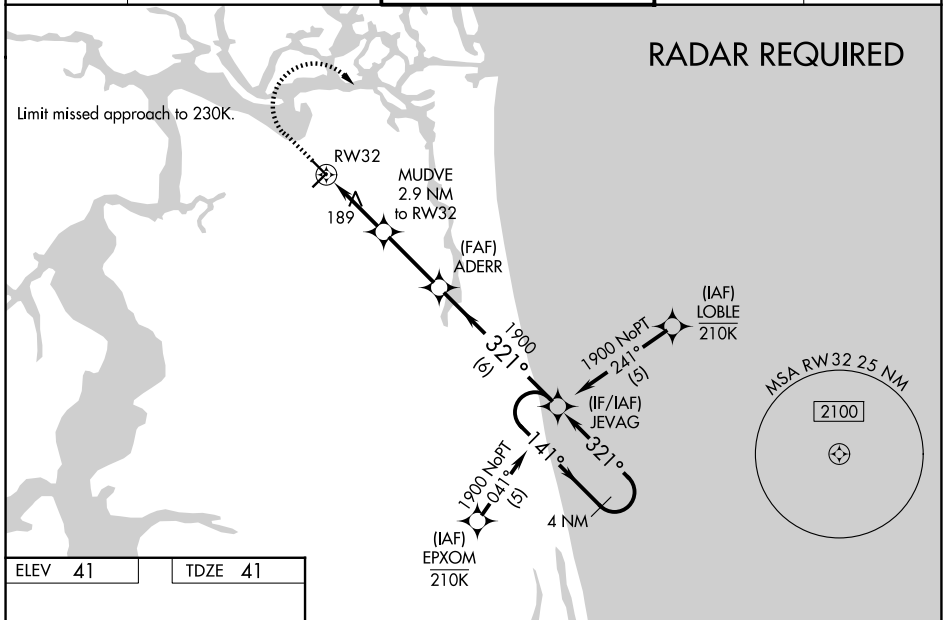 RADAR REQUIRED
Limit missed approach to 230K.
RW32
MUDVE
2.9 NM
to RW32
189
(FAF)
ADERR
(IAF)
LOBLE
210K
1900 NoPT
241°
(5)
1900
321°
(6)
MSA RW32 25 NM
2100
(IF/IAF)
JEVAG
321°
141°
1900 NoPT
041°
(5)
4 NM
(IAF)
EPXOM
210K
ELEV 41
TDZE 41